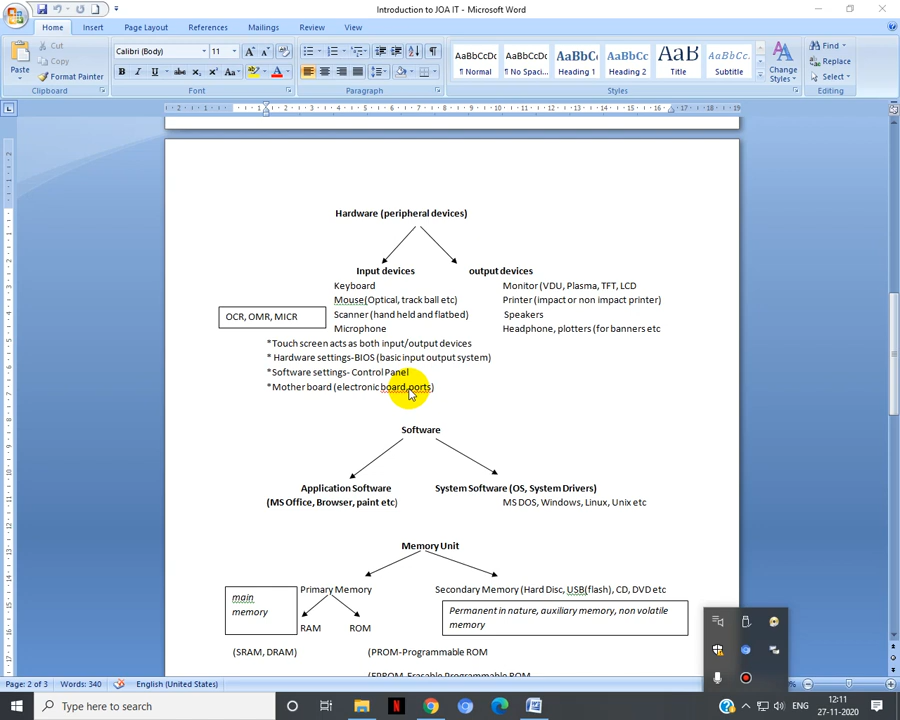 Introduction to JOA IT - Microsoft Word
Home Insert Page Layout References Mailings Review View
Paste
Cut
Copy
Format Painter
Clipboard
Calibri (Body) 11
B I U abc x₂ x² Aa
Font
Paragraph
AaBbCcDc AaBbCcDc AaBbC AaBbCc AaB AaBbCc.
¶ Normal ¶ No Spaci... Heading 1 Heading 2 Title Subtitle
Styles
Change Styles
Find
Replace
Select
Editing
Hardware (peripheral devices)
Input devices output devices
Keyboard Monitor (VDU, Plasma, TFT, LCD
Mouse(Optical, track ball etc) Printer (impact or non impact printer)
OCR, OMR, MICR Scanner (hand held and flatbed) Speakers
Microphone Headphone, plotters (for banners etc
*Touch screen acts as both input/output devices
* Hardware settings-BIOS (basic input output system)
*Software settings- Control Panel
*Mother board (electronic board,ports)
Software
Application Software System Software (OS, System Drivers)
(MS Office, Browser, paint etc) MS DOS, Windows, Linux, Unix etc
Memory Unit
Primary Memory Secondary Memory (Hard Disc, USB(flash), CD, DVD etc
main
memory
Permanent in nature, auxiliary memory, non volatile
memory
RAM ROM
(SRAM, DRAM) (PROM-Programmable ROM
(EPROM-Erasable Programmable ROM
Page: 2 of 3 Words: 340 English (United States)
Type here to search
ENG
12:11
27-11-2020